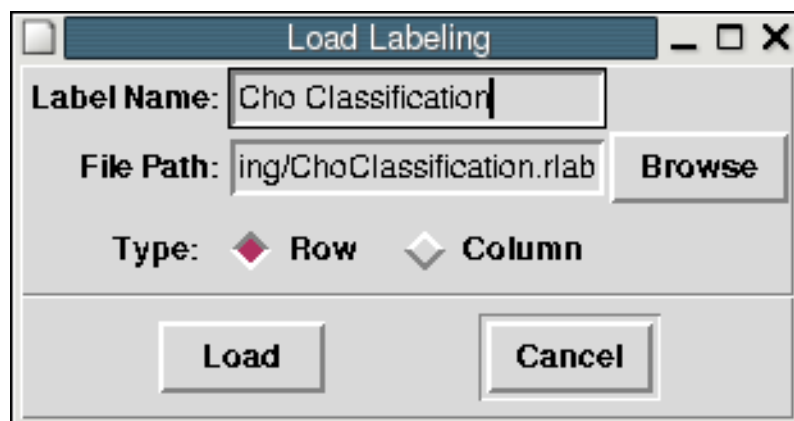 Load Labeling
Label Name: Cho Classification
File Path: ing/ChoClassification.rlab Browse
Type: Row Column
Load Cancel